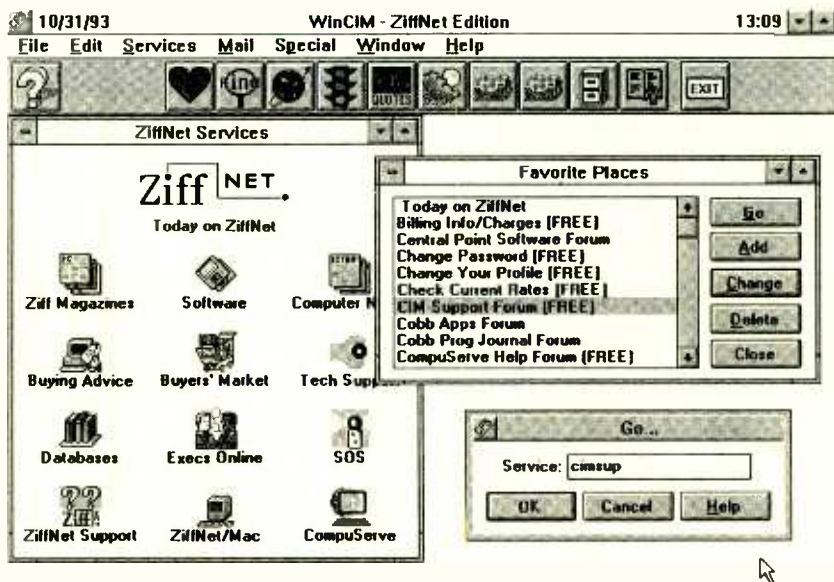 10/31/93 WinCIM - ZiffNet Edition 13:09
File Edit Services Mail Special Window Help
Find QUOTES EXIT
ZiffNet Services
Ziff NET
Today on ZiffNet
Ziff Magazines Software Computer N
Buying Advice Buyers' Market Tech Support
Databases Execs Online SOS
ZiffNet Support ZiffNet/Mac CompuServe
Favorite Places
Today on ZiffNet
Billing Info/Charges [FREE]
Central Point Software Forum
Change Password [FREE]
Change Your Profile [FREE]
Check Current Rates [FREE]
CIM Support Forum [FREE]
Cobb Apps Forum
Cobb Prog Journal Forum
CompuServe Help Forum [FREE]
Go
Add
Change
Delete
Close
Go...
Service: cimsup
OK Cancel Help